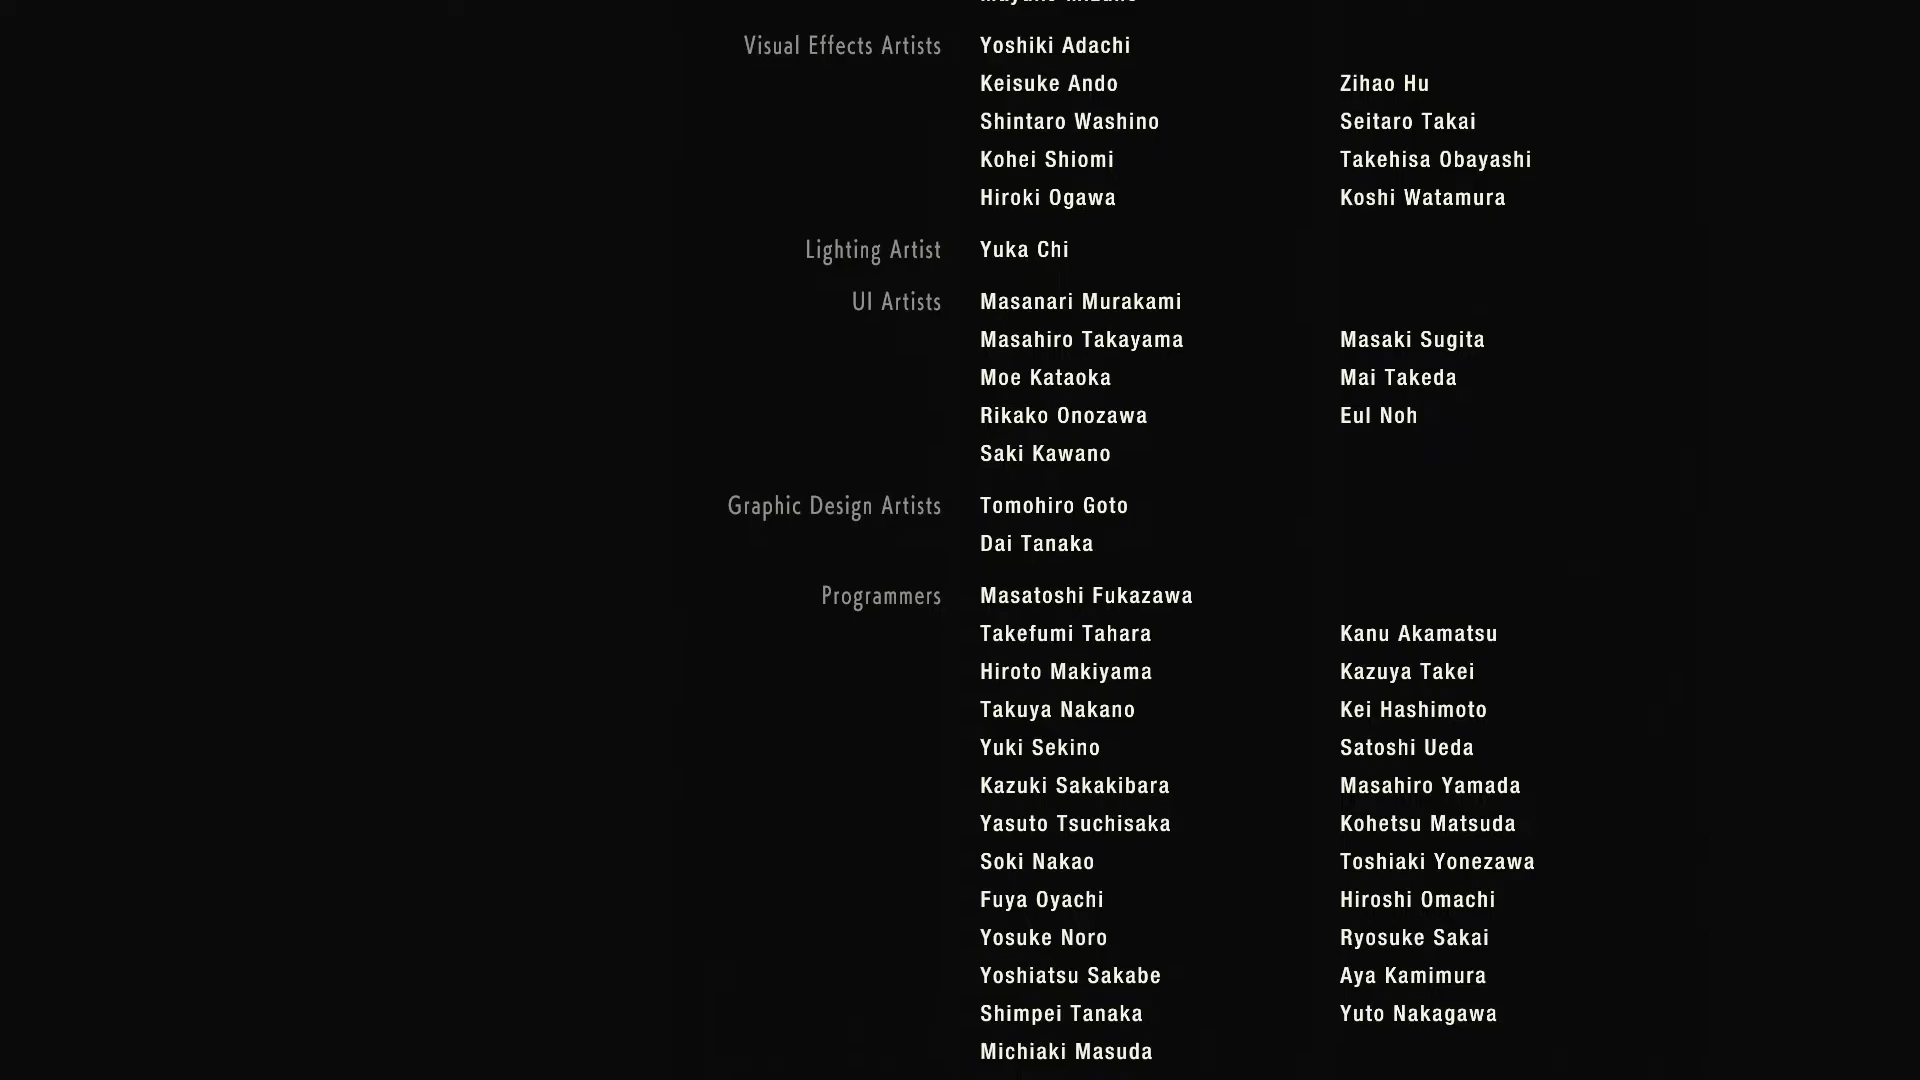 Visual Effects Artists Yoshiki Adachi
Keisuke Ando Zihao Hu
Shintaro Washino Seitaro Takai
Kohei Shiomi Takehisa Obayashi
Hiroki Ogawa Koshi Watamura
Lighting Artist Yuka Chi
UI Artists Masanari Murakami
Masahiro Takayama Masaki Sugita
Moe Kataoka Mai Takeda
Rikako Onozawa Eul Noh
Saki Kawano
Graphic Design Artists Tomohiro Goto
Dai Tanaka
Programmers Masatoshi Fukazawa
Takefumi Tahara Kanu Akamatsu
Hiroto Makiyama Kazuya Takei
Takuya Nakano Kei Hashimoto
Yuki Sekino Satoshi Ueda
Kazuki Sakakibara Masahiro Yamada
Yasuto Tsuchisaka Kohetsu Matsuda
Soki Nakao Toshiaki Yonezawa
Fuya Oyachi Hiroshi Omachi
Yosuke Noro Ryosuke Sakai
Yoshiatsu Sakabe Aya Kamimura
Shimpei Tanaka Yuto Nakagawa
Michiaki Masuda